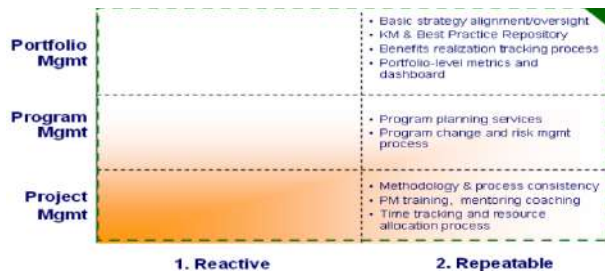 Portfolio
Mgmt
• Basic strategy alignment/oversight
• KM & Best Practice Repository
• Benefits realization tracking process
• Portfolio-level metrics and
dashboard
Program
Mgmt
• Program planning services
• Program change and risk mgmt
process
Project
Mgmt
• Methodology & process consistency
• PM training, mentoring coaching
• Time tracking and resource
allocation process
1. Reactive
2. Repeatable